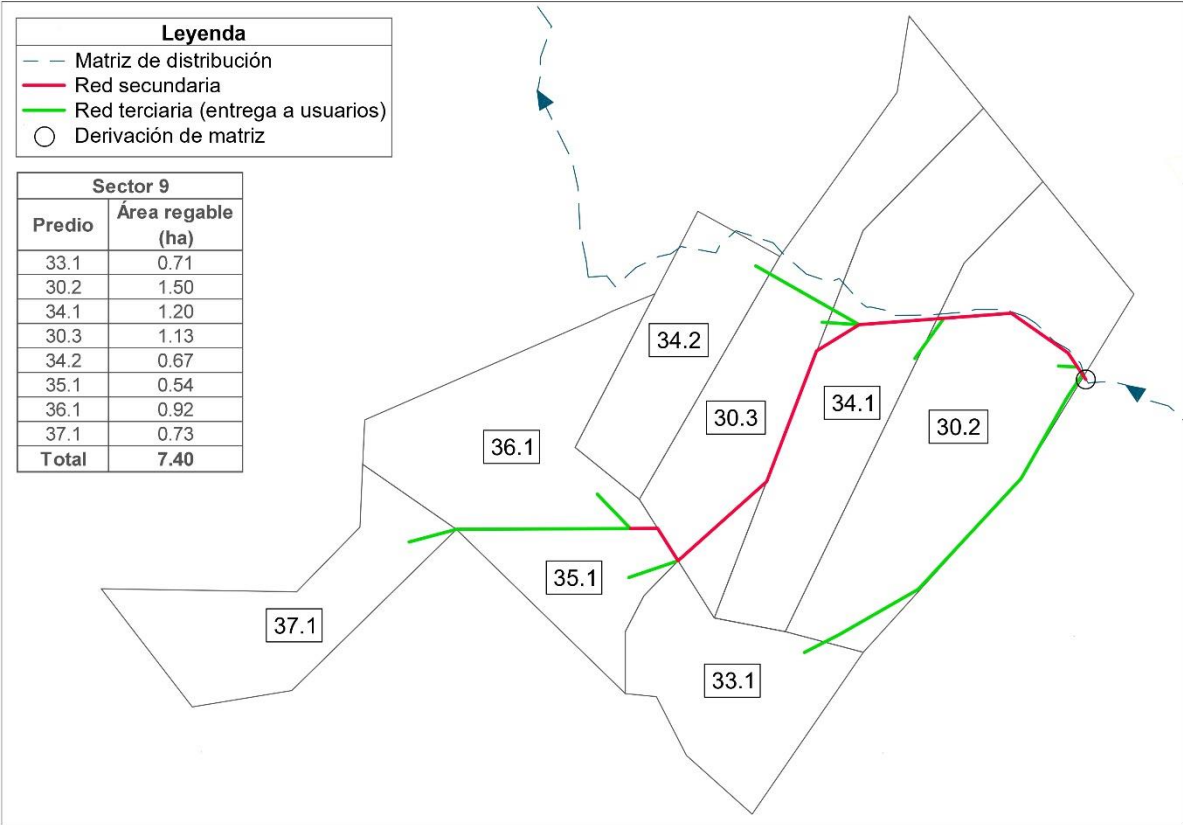 Leyenda
Matriz de distribución
Red secundaria
Red terciaria (entrega a usuarios)
Derivación de matriz
Sector 9
Predio Área regable
(ha)
33.1 0.71
30.2 1.50
34.1 1.20
30.3 1.13
34.2 0.67
35.1 0.54
36.1 0.92
37.1 0.73
Total 7.40
34.2
34.1
30.3
30.2
36.1
35.1
37.1
33.1